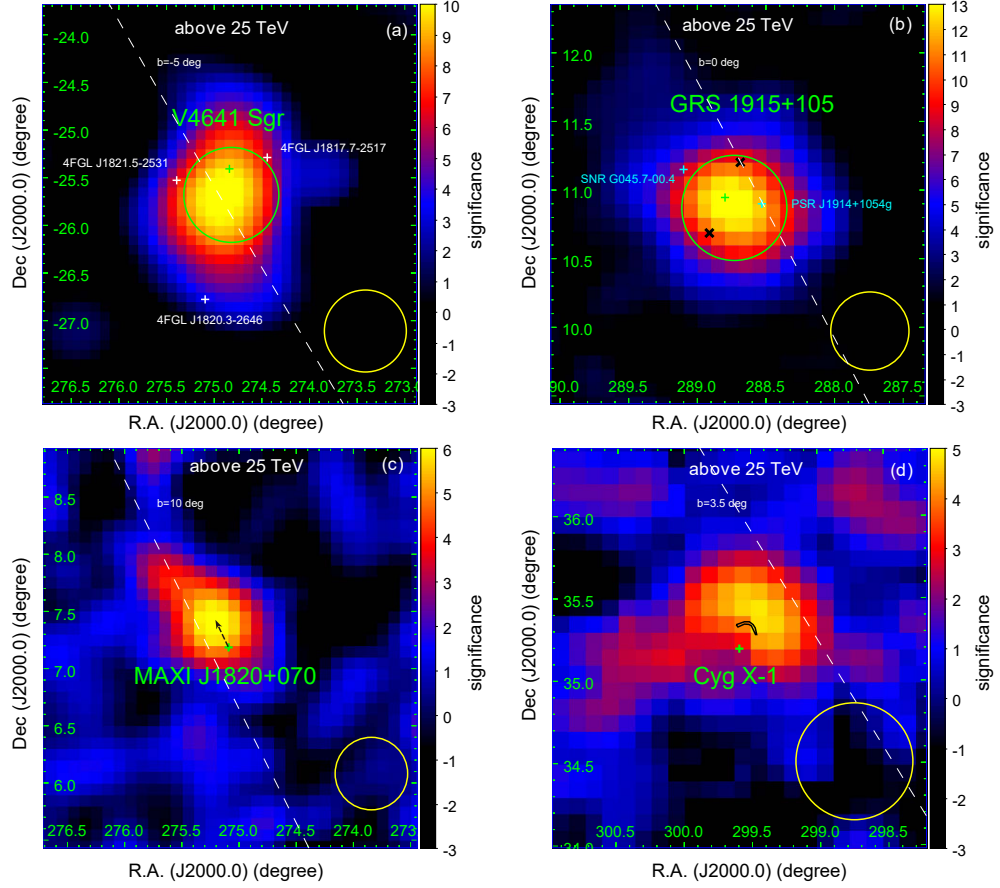 above 25 TeV
(a)
b=-5 deg
V4641 Sgr
4FGL J1817.7-2517
4FGL J1821.5-2531
4FGL J1820.3-2646
-24.0
-24.5
-25.0
-25.5
-26.0
-26.5
-27.0
276.5 276.0 275.5 274.8 274.4 273.5 273.0
Dec (J2000.0) (degree)
R.A. (J2000.0) (degree)
10
9
8
7
6
5
4
3
2
1
0
-1
-2
-3
significance
above 25 TeV
(b)
b=0 deg
GRS 1915+105
SNR G045.7-00.4
PSR J1914+1054g
12.3
12.0
11.4
11.0
10.5
10.0
90.0 289.5 289.0 288.5 288.0 287.5
Dec (J2000.0) (degree)
R.A. (J2000.0) (degree)
13
12
11
10
9
8
7
6
5
4
3
2
1
0
-1
-2
-3
significance
above 25 TeV
(c)
b=10 deg
MAXI J1820+070
8.5
8.0
7.5
7.0
6.5
6.0
276.5 276.0 275.5 275.0 274.5 274.0 273
Dec (J2000.0) (degree)
R.A. (J2000.0) (degree)
6
5
4
3
2
1
0
-1
-2
-3
significance
above 25 TeV
(d)
b=3.5 deg
Cyg X-1
36.0
35.5
35.0
34.5
34.0
300.5 300.0 299.5 299.0 298.5
Dec (J2000.0) (degree)
R.A. (J2000.0) (degree)
5
4
3
2
1
0
-1
-2
-3
significance